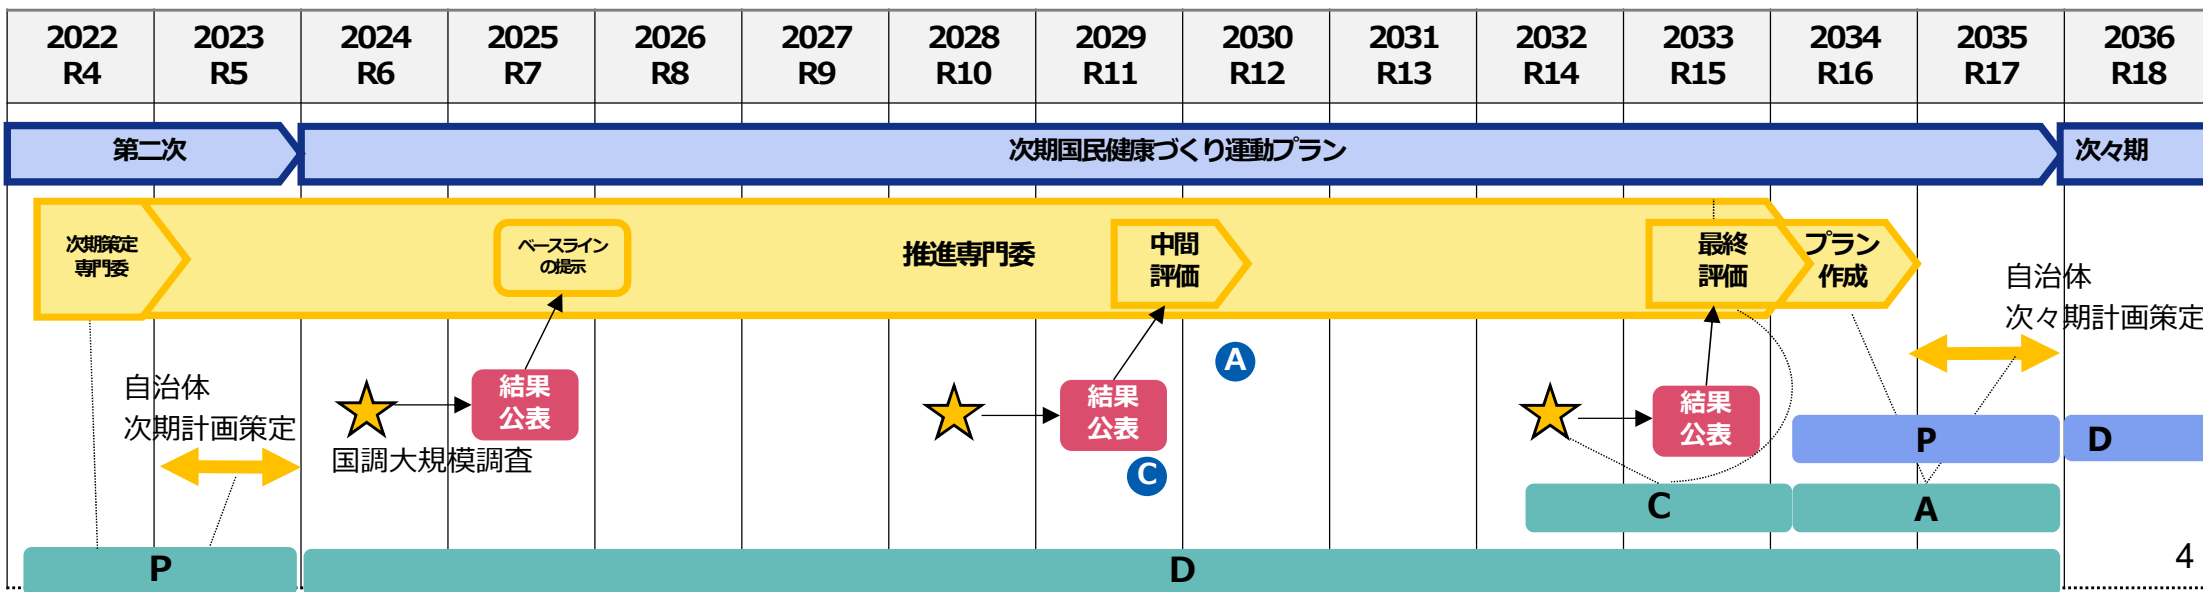 2022
R4
2023
R5
2024
R6
2025
R7
2026
R8
2027
R9
2028
R10
2029
R11
2030
R12
2031
R13
2032
R14
2033
R15
2034
R16
2035
R17
2036
R18
第二次
次期国民健康づくり運動プラン
次々期
次期策定
専門委
ベースライン
の提示
推進専門委
中間
評価
最終
評価
プラン
作成
自治体
次々期計画策定
自治体
次期計画策定
国調大規模調査
結果
公表
結果
公表
結果
公表
A
C
P
D
C
A
P
D
4